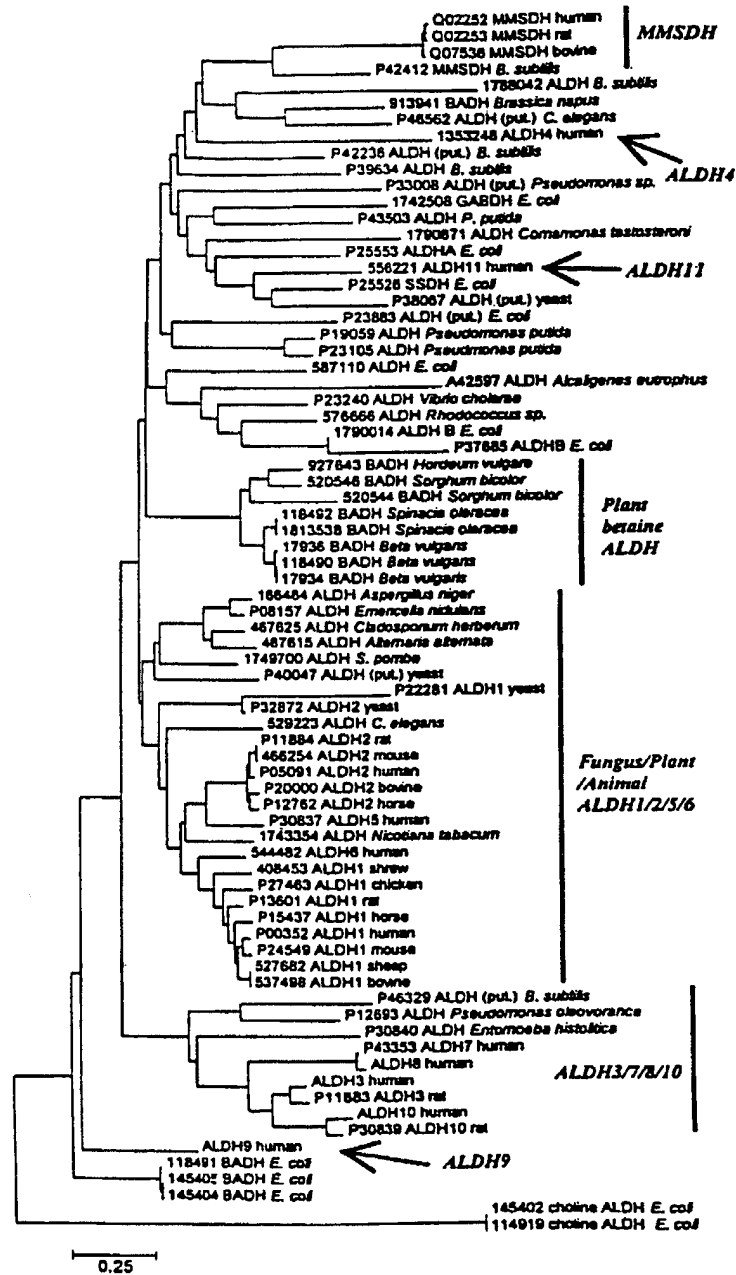 Q02252 MMSDH human
Q02253 MMSDH rat
Q07536 MMSDH bovine
MMSDH
P42412 MMSDH B. subtilis
1788042 ALDH B. subtilis
913941 BADH Brassica napus
P46562 ALDH (put.) C. elegans
1353248 ALDH4 human
ALDH4
P42236 ALDH (put.) B. subtilis
P39634 ALDH B. subtilis
P33008 ALDH (put.) Pseudomonas sp.
1742508 GABDH E. coli
P43503 ALDH P. putida
1790871 ALDH Comamonas testosteroni
P25553 ALDHA E. coli
556221 ALDH11 human
ALDH11
P25526 SSDH E. coli
P38067 ALDH (put.) yeast
P23883 ALDH (put.) E. coli
P19059 ALDH Pseudomonas putida
P23105 ALDH Pseudmonas putida
587110 ALDH E. coli
A42597 ALDH Alcaligenes eutrophus
P23240 ALDH Vibrio cholerae
576666 ALDH Rhodococcus sp.
1790014 ALDH B E. coli
P37685 ALDHB E. coli
927643 BADH Hordeum vulgare
520546 BADH Sorghum bicolor
520544 BADH Sorghum bicolor
118492 BADH Spinacia oleracea
1813538 BADH Spinacia oleracea
17936 BADH Beta vulgaris
118490 BADH Beta vulgaris
17934 BADH Beta vulgaris
Plant
betaine
ALDH
166484 ALDH Aspergillus niger
P08157 ALDH Emericella nidulans
467625 ALDH Cladosporium herberum
467615 ALDH Alternaria alternata
1749700 ALDH S. pombe
P40047 ALDH (put.) yeast
P22281 ALDH1 yeast
P32872 ALDH2 yeast
529223 ALDH C. elegans
P11884 ALDH2 rat
466254 ALDH2 mouse
P05091 ALDH2 human
P20000 ALDH2 bovine
P12762 ALDH2 horse
P30837 ALDH5 human
1743354 ALDH Nicotiana tabacum
544482 ALDH6 human
408453 ALDH1 shrew
P27463 ALDH1 chicken
P13601 ALDH1 rat
P15437 ALDH1 horse
P00352 ALDH1 human
P24549 ALDH1 mouse
527682 ALDH1 sheep
537498 ALDH1 bovine
Fungus/Plant
/Animal
ALDH1/2/5/6
P46329 ALDH (put.) B. subtilis
P12693 ALDH Pseudomonas oleovorance
P30840 ALDH Entomoeba histolitica
P43353 ALDH7 human
ALDH8 human
ALDH3 human
P11883 ALDH3 rat
ALDH10 human
P30839 ALDH10 rat
ALDH3/7/8/10
ALDH9 human
ALDH9
118491 BADH E. coli
145405 BADH E. coli
145404 BADH E. coli
145402 choline ALDH E. coli
114919 choline ALDH E. coli
0.25